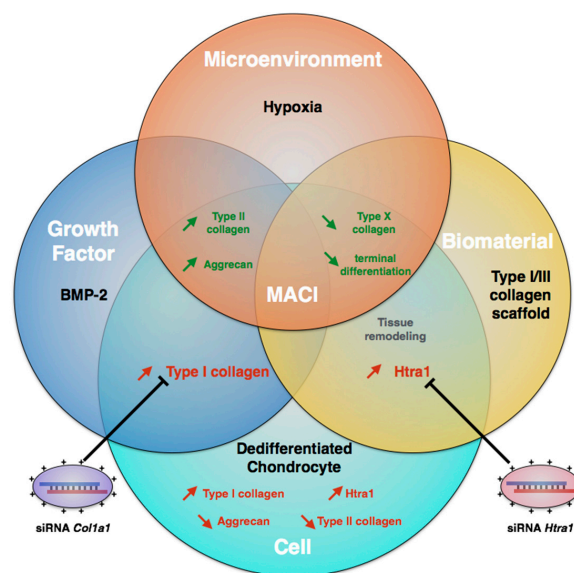 Microenvironment
Hypoxia
Growth
Factor
BMP-2
Type II
collagen
Aggrecan
Type X
collagen
terminal
differentiation
MACI
Biomaterial
Type I/III
collagen
scaffold
Tissue
remodeling
Type I collagen
Htra1
Dedifferentiated
Chondrocyte
Type I collagen
Htra1
Aggrecan
Type II collagen
Cell
siRNA Col1a1
siRNA Htra1